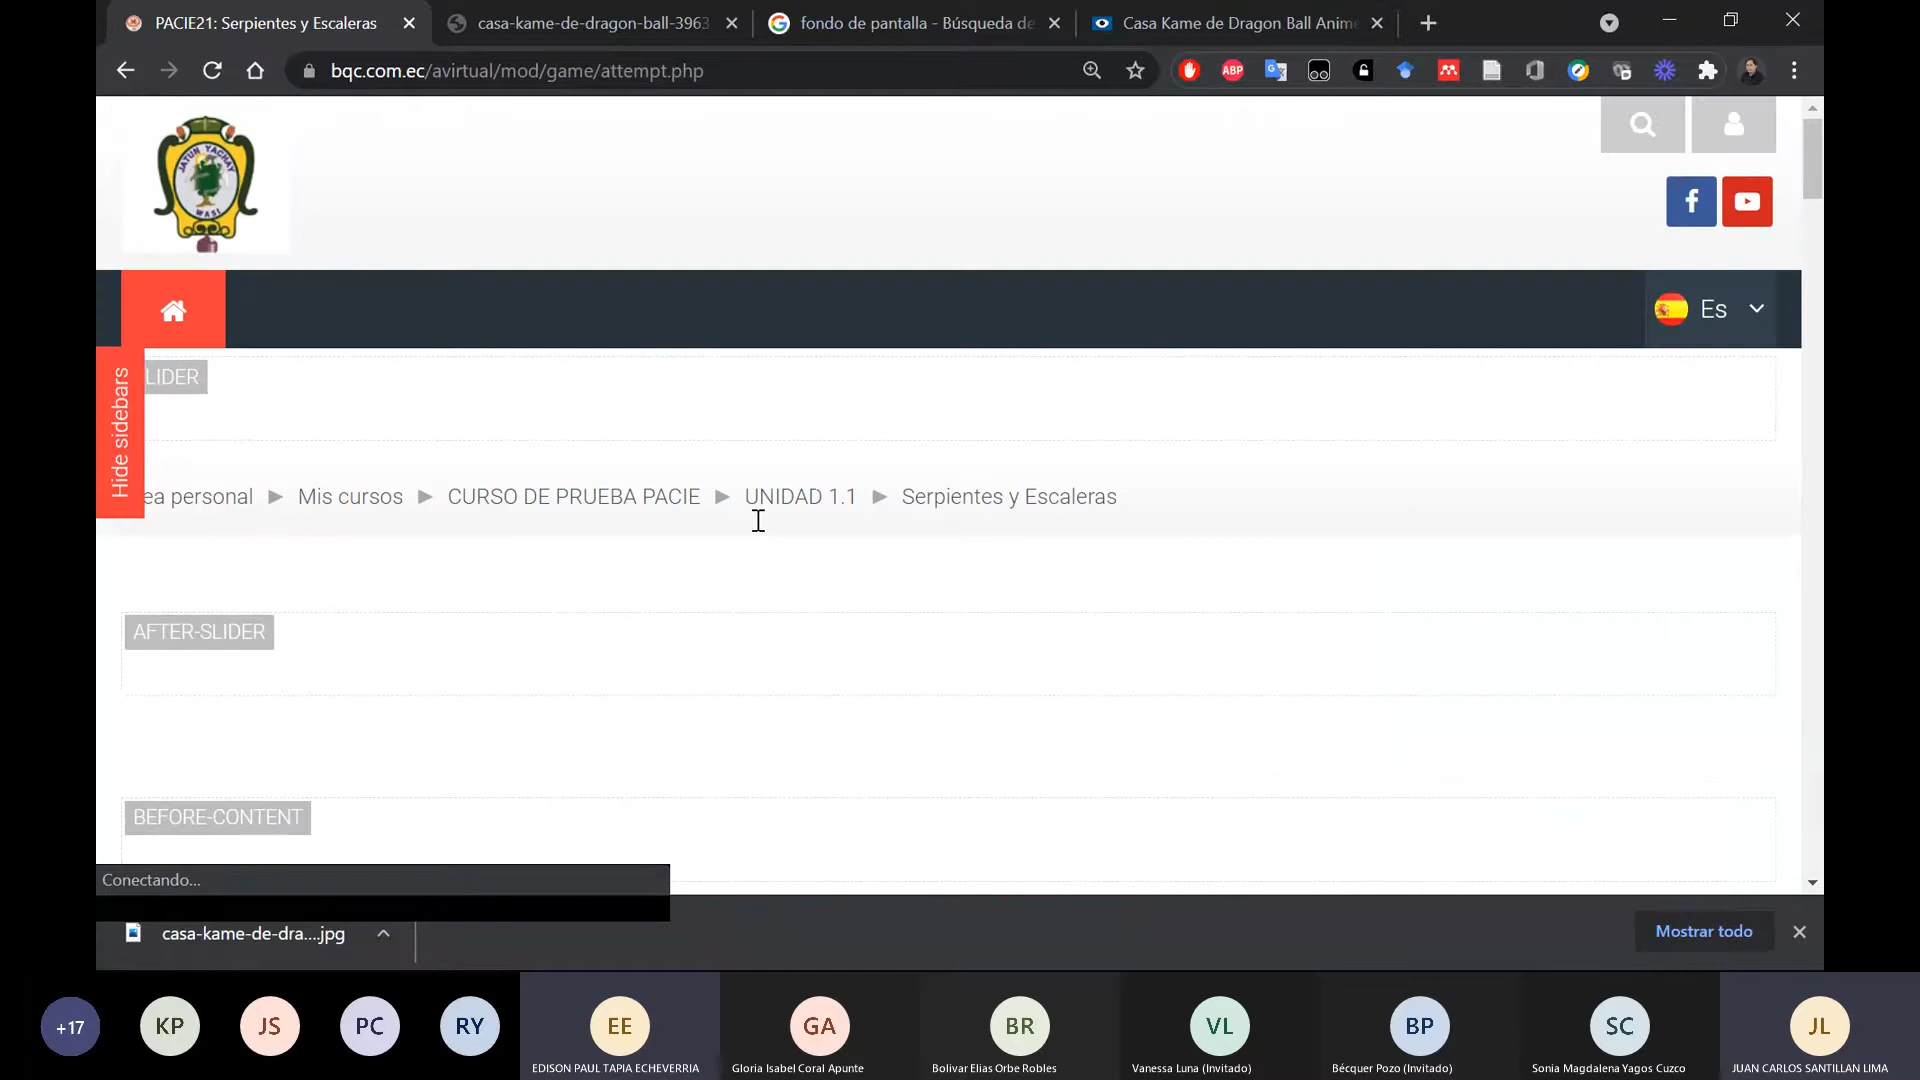 PACIE21: Serpientes y Escaleras
casa-kame-de-dragon-ball-3963
fondo de pantalla - Búsqueda de
Casa Kame de Dragon Ball Anime
bqc.com.ec/avirtual/mod/game/attempt.php
ABP
JATUN YACHAY
WASI
Es
Hide sidebars
LIDER
ea personal ► Mis cursos ► CURSO DE PRUEBA PACIE ► UNIDAD 1.1 ► Serpientes y Escaleras
AFTER-SLIDER
BEFORE-CONTENT
Conectando...
casa-kame-de-dra....jpg
Mostrar todo
+17
KP
JS
PC
RY
EE
GA
BR
VL
BP
SC
JL
EDISON PAUL TAPIA ECHEVERRIA
Gloria Isabel Coral Apunte
Bolivar Elias Orbe Robles
Vanessa Luna (Invitado)
Bécquer Pozo (Invitado)
Sonia Magdalena Yagos Cuzco
JUAN CARLOS SANTILLAN LIMA